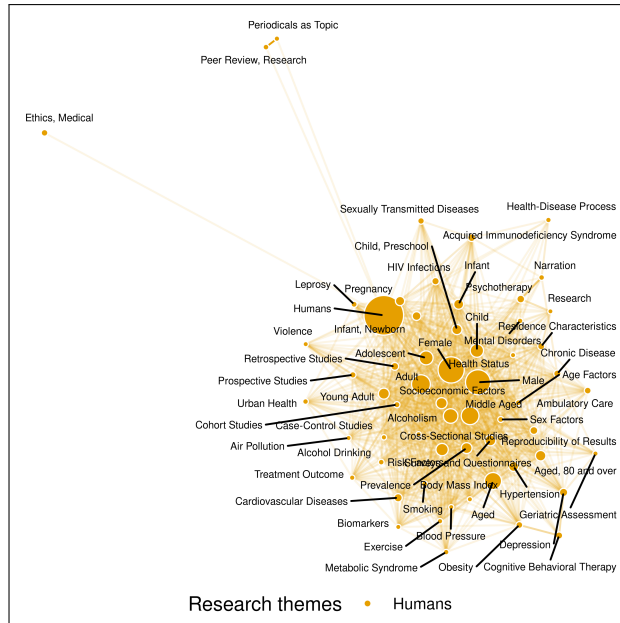 Periodicals as Topic
Peer Review, Research
Ethics, Medical
Sexually Transmitted Diseases
Health-Disease Process
Acquired Immunodeficiency Syndrome
Child, Preschool
HIV Infections
Infant
Narration
Leprosy
Pregnancy
Psychotherapy
Research
Humans
Child
Residence Characteristics
Infant, Newborn
Violence
Female
Mental Disorders
Adolescent
Chronic Disease
Retrospective Studies
Health Status
Prospective Studies
Adult
Male
Age Factors
Socioeconomic Factors
Young Adult
Urban Health
Middle Aged
Ambulatory Care
Cohort Studies
Alcoholism
Sex Factors
Case-Control Studies
Air Pollution
Cross-Sectional Studies
Reproducibility of Results
Alcohol Drinking
Risk Factors
Surveys and Questionnaires
Aged, 80 and over
Treatment Outcome
Prevalence
Body Mass Index
Hypertension
Cardiovascular Diseases
Smoking
Aged
Geriatric Assessment
Biomarkers
Blood Pressure
Exercise
Depression
Metabolic Syndrome
Obesity
Cognitive Behavioral Therapy
Research themes
Humans